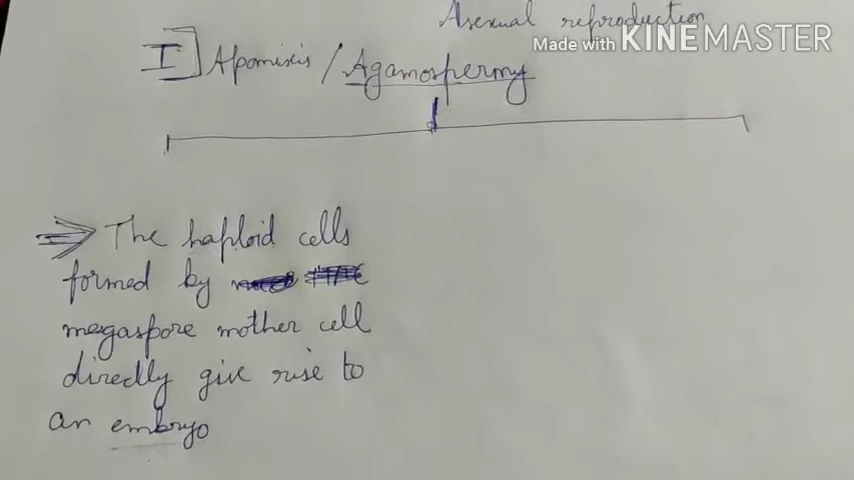 Asexual reproduction
Made with KINEMASTER
I] Apomixis / Agamospermy
The haploid cells
formed by
megaspore mother cell
directly give rise to
an embryo